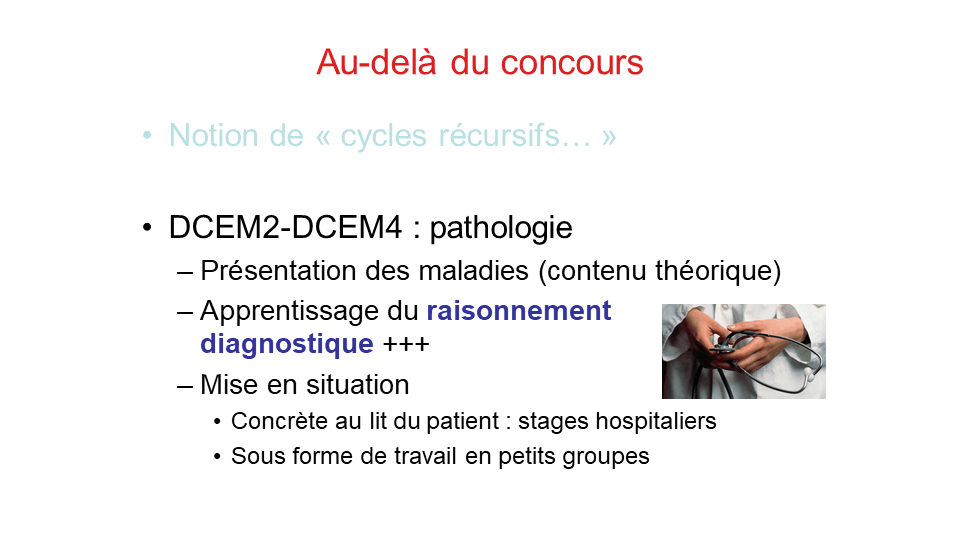 Au-delà du concours
• Notion de « cycles récursifs… »
• DCEM2-DCEM4 : pathologie
– Présentation des maladies (contenu théorique)
– Apprentissage du raisonnement
diagnostique +++
– Mise en situation
• Concrète au lit du patient : stages hospitaliers
• Sous forme de travail en petits groupes